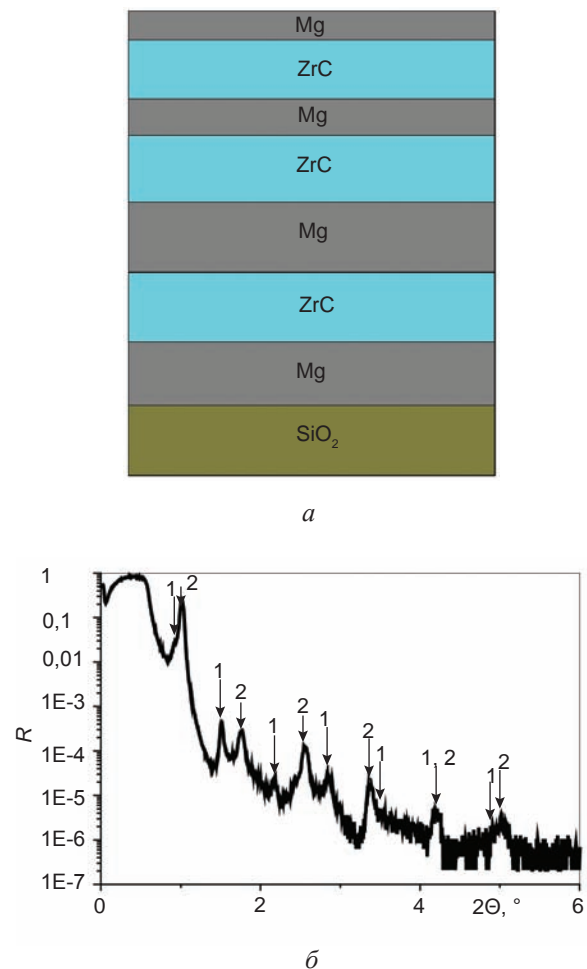 Mg
ZrC
Mg
ZrC
Mg
ZrC
Mg
SiO₂
а
1
0,1
0,01
1E-3
1E-4
1E-5
1E-6
1E-7
R
1 2
1
2
1
2
1
2
1
1, 2
1 2
0 2 4 6
2Θ, °
б